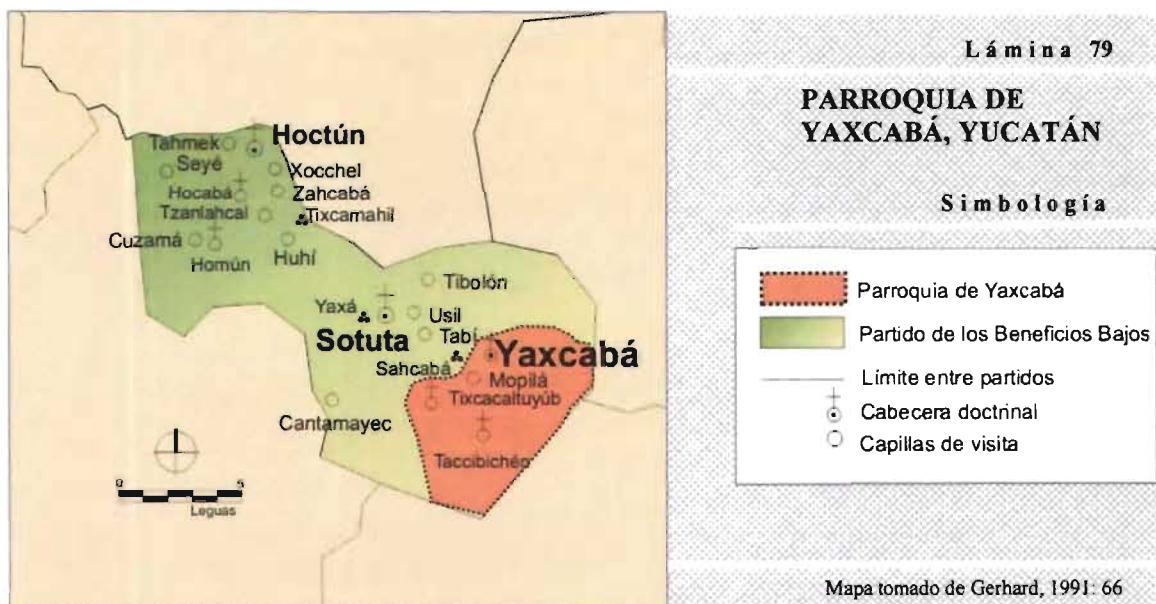 Lámina 79
PARROQUIA DE
YAXCABÁ, YUCATÁN
Simbología
Parroquia de Yaxcabá
Partido de los Beneficios Bajos
Límite entre partidos
Cabecera doctrinal
Capillas de visita
Mapa tomado de Gerhard, 1991: 66
Hoctún
Tahmek
Seyé
Xocchel
Hocabá
Zahcabá
Tzanlahcal
Tixcamahil
Cuzamá
Homún
Huhí
Tibolón
Yaxá
Usil
Sotuta
Tabí
Yaxcabá
Sahcabá
Mopilá
Tixcacaltuyúb
Cantamayec
Taccibichén
0 5
Leguas